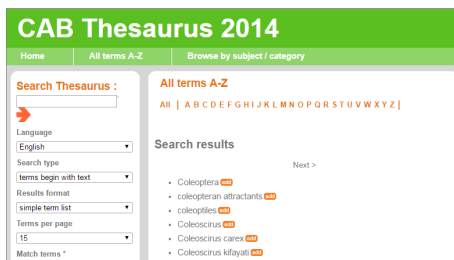 CAB Thesaurus 2014
Home All terms A-Z Browse by subject / category
Search Thesaurus :
Language
English
Search type
terms begin with text
Results format
simple term list
Terms per page
15
Match terms *
All terms A-Z
All | A B C D E F G H I J K L M N O P Q R S T U V W X Y Z |
Search results
Next >
• Coleoptera add
• coleopteran attractants add
• coleoptiles add
• Coleoscirus add
• Coleoscirus carex add
• Coleoscirus kifayati add